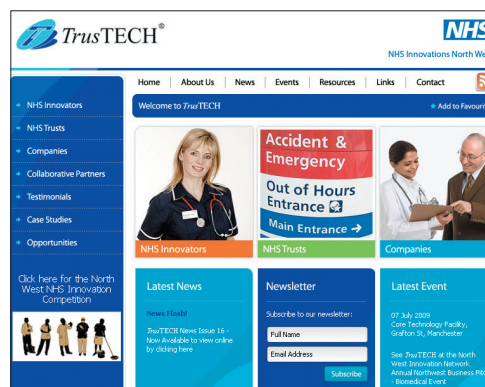 TrusTECH®
NHS
NHS Innovations North We
Home About Us News Events Resources Links Contact
Welcome to TrusTECH
Add to Favouri
NHS Innovators
NHS Trusts
Companies
Collaborative Partners
Testimonials
Case Studies
Opportunities
Click here for the North
West NHS Innovation
Competition
Accident &
Emergency
Out of Hours
Entrance
Main Entrance →
NHS Innovators
NHS Trusts
Companies
Latest News
News Flash!
TrusTECH News Issue 16 -
Now Available to view online
by clicking here
Newsletter
Subscribe to our newsletter:
Full Name
Email Address
Subscribe
Latest Event
07 July 2009
Core Technology Facility,
Grafton St, Manchester
See TrusTECH at the North
West Innovation Network
Annual Northwest Business Pitc
- Biomedical Event